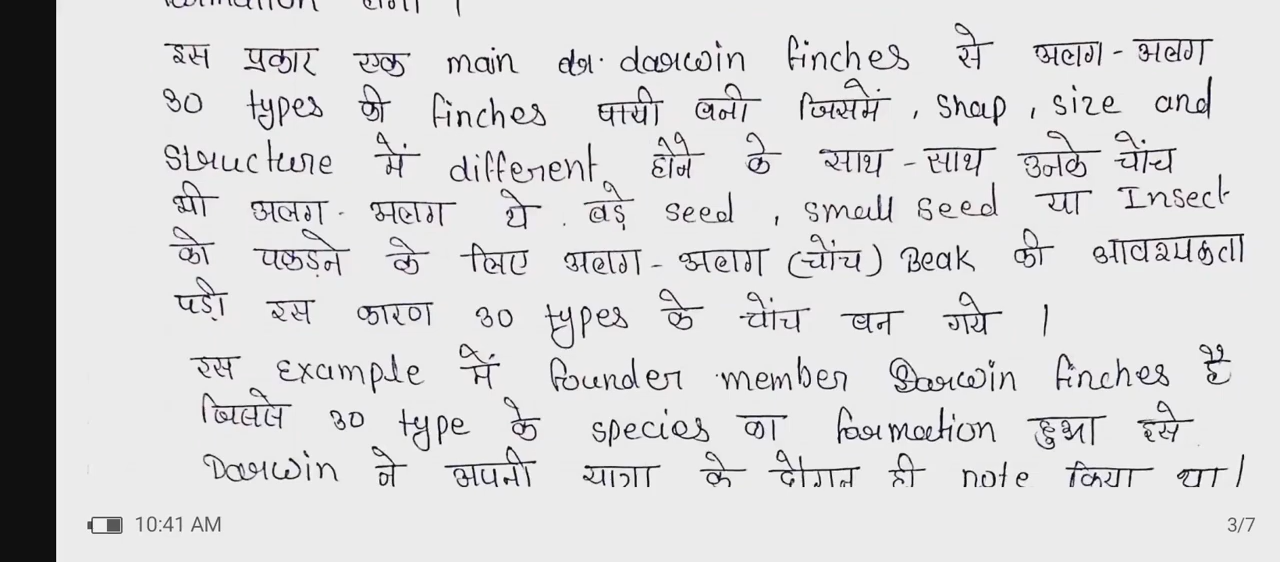 इस प्रकार एक main का darwin finches से अलग-अलग
30 types की finches पायी बनी जिसमें, shap, size and
structure में different होने के साथ-साथ उनके चोंच
भी अलग-अलग थे. बड़े seed, small seed या Insect
को पकड़ने के लिए अलग-अलग (चोंच) Beak की आवश्यकता
पड़ी इस कारण 30 types के चोंच बन गये।
इस Example में founder member Darwin finches है
जिससे 30 type के species का formation हुआ इसे
Darwin ने अपनी यात्रा के दौरान ही note किया था।
10:41 AM
3/7